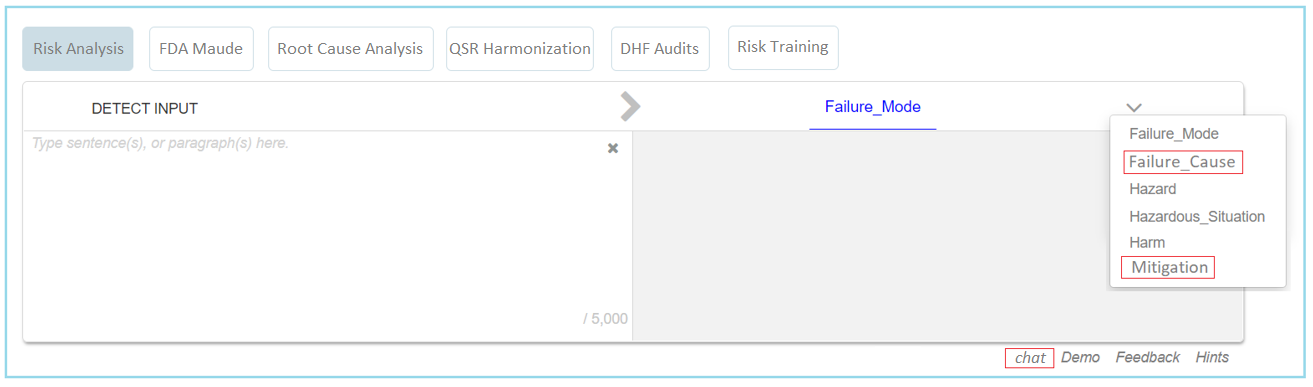 Risk Analysis FDA Maude Root Cause Analysis QSR Harmonization DHF Audits Risk Training
DETECT INPUT Failure_Mode
Type sentence(s), or paragraph(s) here.
Failure_Mode
Failure_Cause
Hazard
Hazardous_Situation
Harm
Mitigation
/ 5,000
chat Demo Feedback Hints